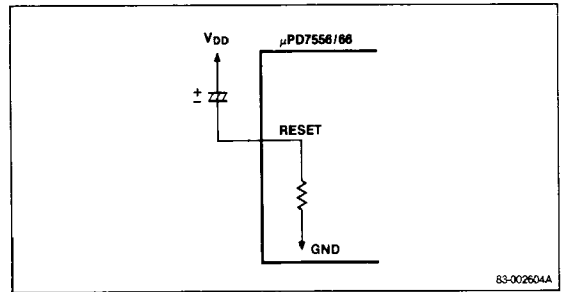 VDD
μPD7556/66
+
−
RESET
GND
83-002604A